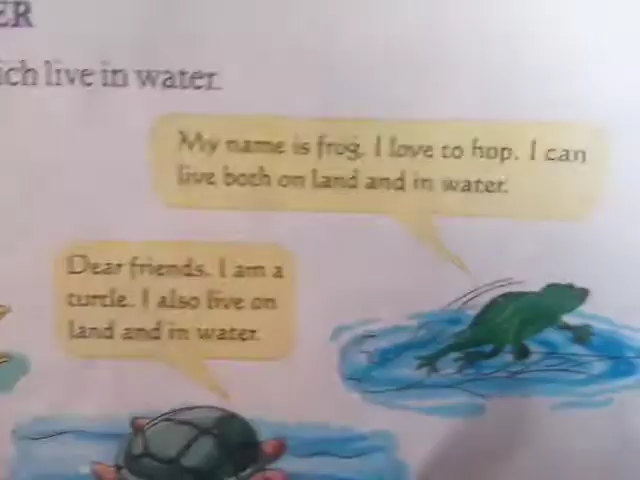 ER
ich live in water.
My name is frog. I love to hop. I can
live both on land and in water.
Dear friends. I am a
turtle. I also live on
land and in water.